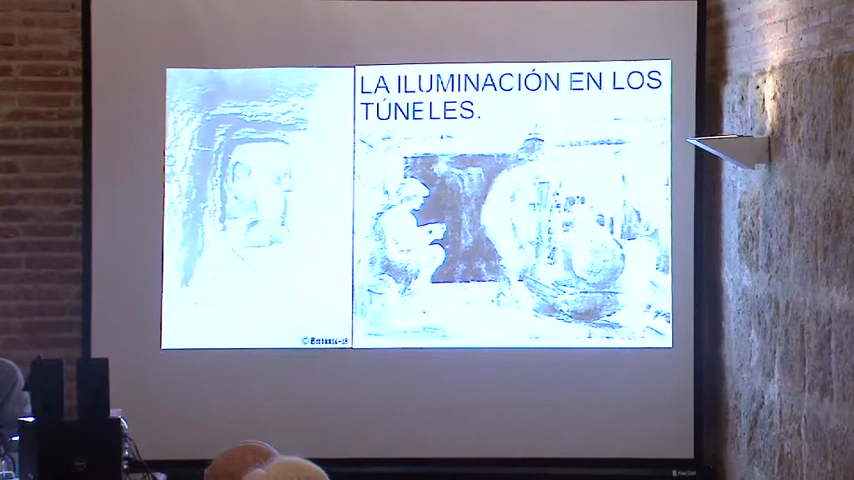 LA ILUMINACIÓN EN LOS
TÚNELES.